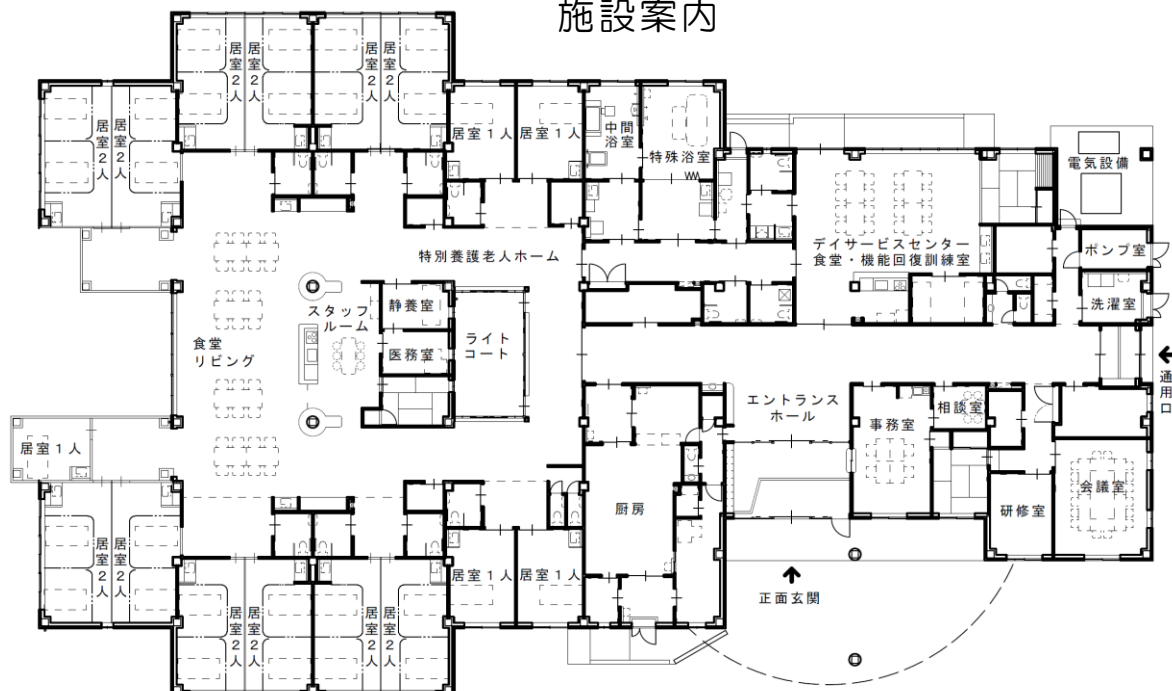 施設案内
居室2人
居室2人
居室2人
居室2人
居室2人
居室2人
居室1人
居室1人
中間
浴室
特殊浴室
電気設備
特別養護老人ホーム
デイサービスセンター
食堂・機能回復訓練室
ポンプ室
洗濯室
静養室
スタッフ
ルーム
医務室
ライト
コート
食堂
リビング
通用口
エントランス
ホール
相談室
事務室
居室1人
会議室
研修室
厨房
居室2人
居室2人
居室1人
居室1人
正面玄関
居室2人
居室2人
居室2人
居室2人